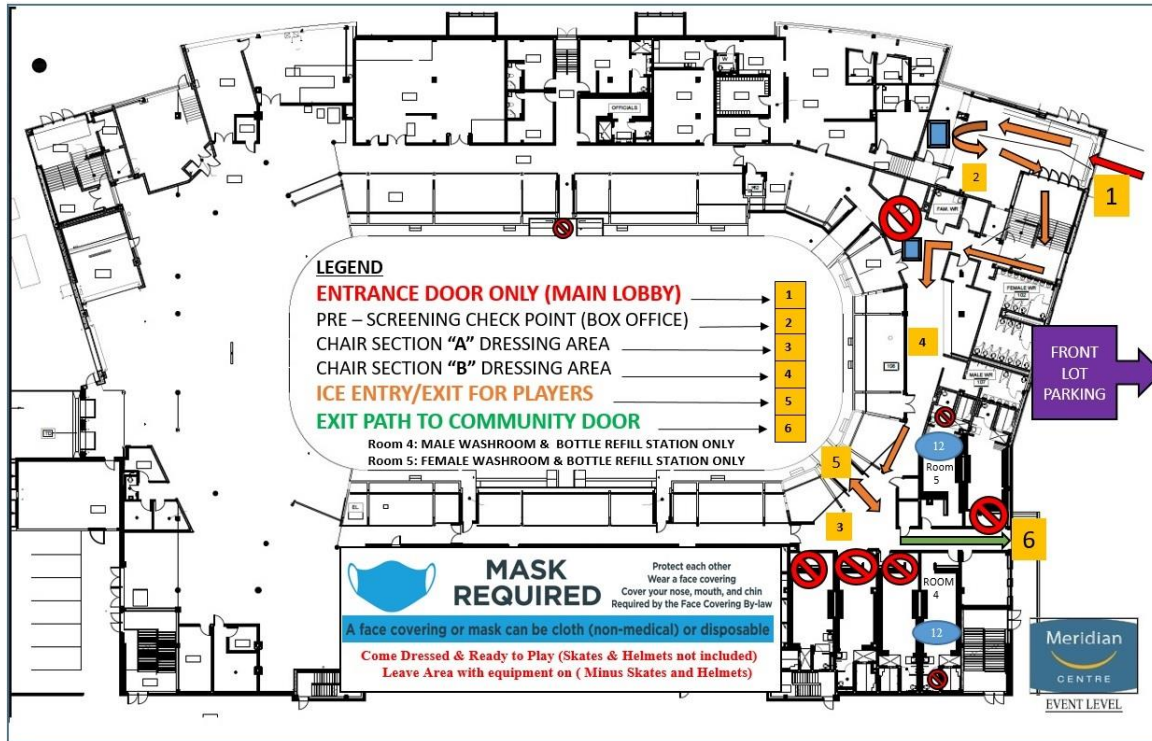 OFFICIALS
W
1
2
FAM. WR
FEMALE WR
102
4
MALE WR
107
106
FRONT
LOT
PARKING
LEGEND
ENTRANCE DOOR ONLY (MAIN LOBBY) 1
PRE – SCREENING CHECK POINT (BOX OFFICE) 2
CHAIR SECTION “A” DRESSING AREA 3
CHAIR SECTION “B” DRESSING AREA 4
ICE ENTRY/EXIT FOR PLAYERS 5
EXIT PATH TO COMMUNITY DOOR 6
Room 4: MALE WASHROOM & BOTTLE REFILL STATION ONLY
Room 5: FEMALE WASHROOM & BOTTLE REFILL STATION ONLY
12
Room
5
5
3
6
EL.
MASK
REQUIRED
Protect each other
Wear a face covering
Cover your nose, mouth, and chin
Required by the Face Covering By-law
A face covering or mask can be cloth (non-medical) or disposable
Come Dressed & Ready to Play (Skates & Helmets not included)
Leave Area with equipment on ( Minus Skates and Helmets)
ROOM
4
12
Meridian
CENTRE
EVENT LEVEL